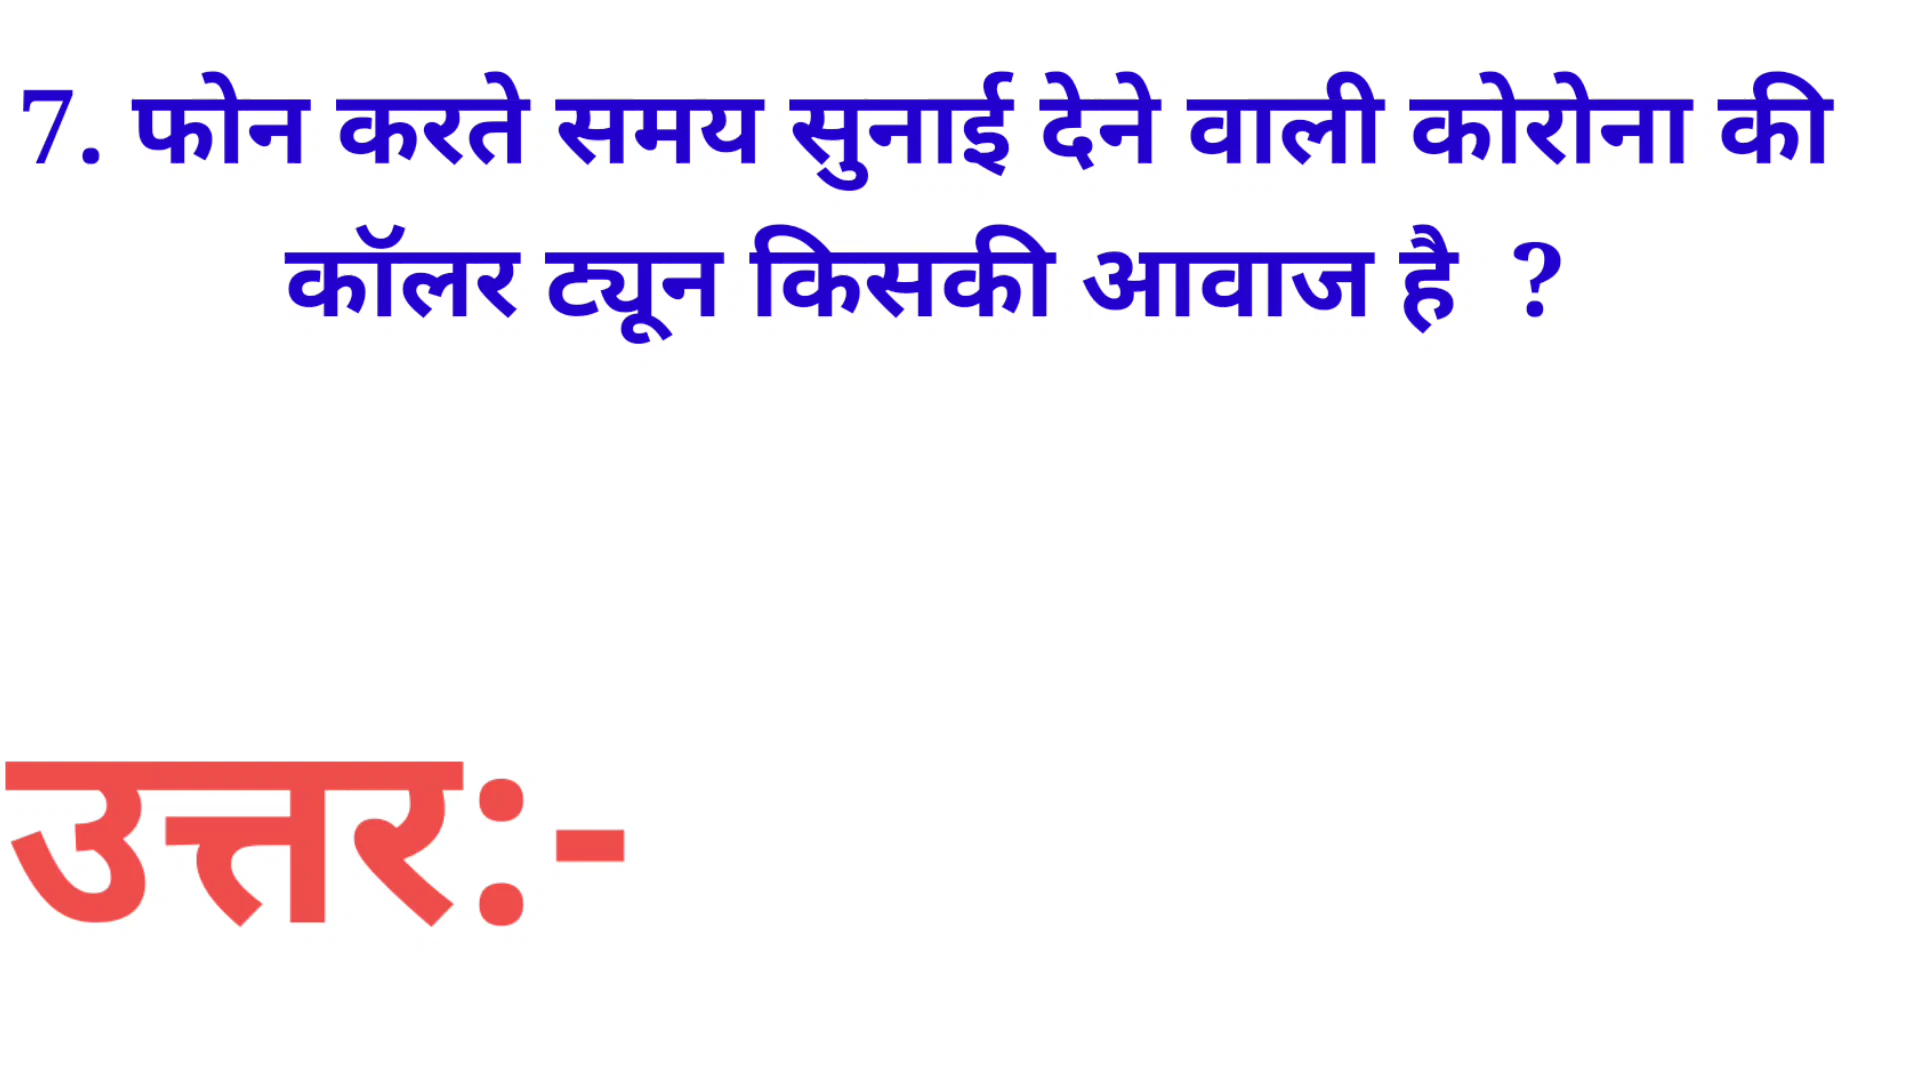 7. फोन करते समय सुनाई देने वाली कोरोना की
कॉलर ट्यून किसकी आवाज है ?
उत्तर:-